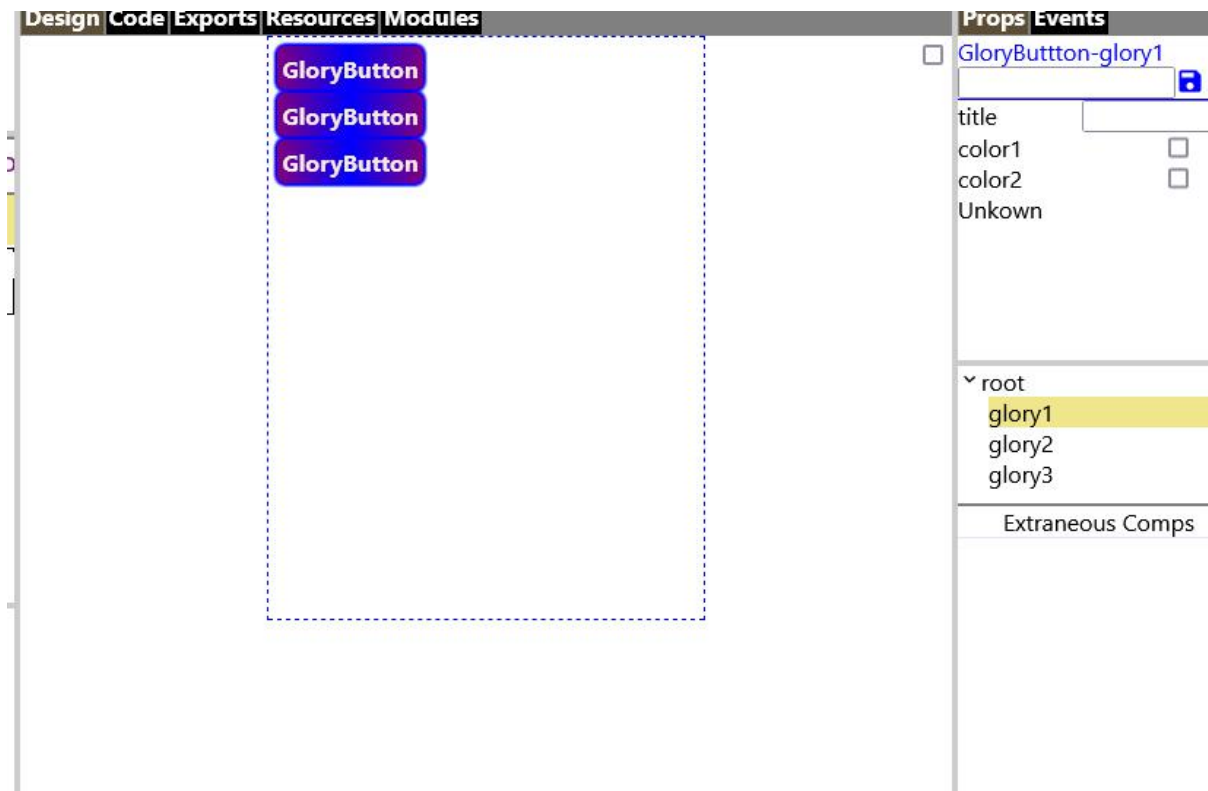 Design Code Exports Resources Modules
GloryButton
GloryButton
GloryButton
Props Events
GloryButtton-glory1
title
color1
color2
Unkown
root
glory1
glory2
glory3
Extraneous Comps